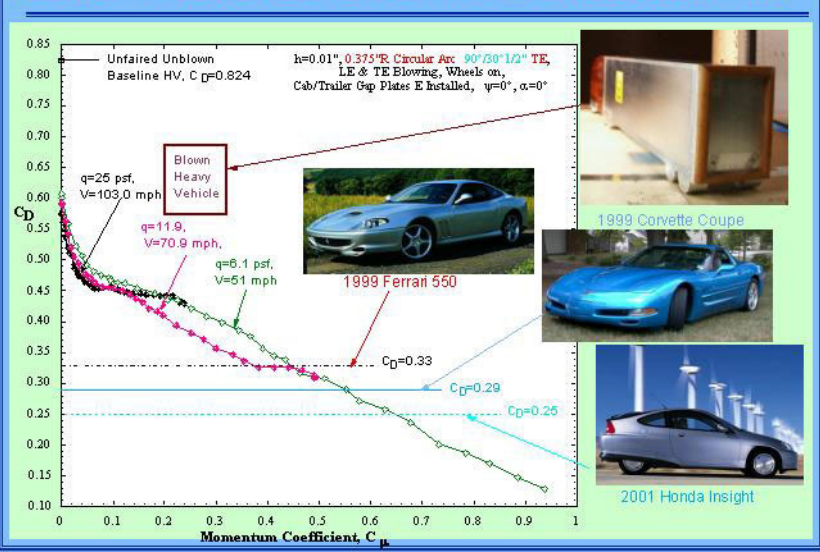 0.85
0.80
0.75
0.70
0.65
0.60
0.55
0.50
0.45
0.40
0.35
0.30
0.25
0.20
0.15
0.10
CD
Unfaired Unblown
Baseline HV, C D=0.824
h=0.01", 0.375"R Circular Arc 90°/30°1/2" TE,
LE & TE Blowing, Wheels on,
Cab/Trailer Gap Plates E Installed, ψ=0°, α=0°
Blown
Heavy
Vehicle
q=25 psf,
V=103.0 mph
q=11.9,
V=70.9 mph,
q=6.1 psf,
V=51 mph
1999 Ferrari 550
1999 Corvette Coupe
CD=0.33
CD=0.29
CD=0.25
2001 Honda Insight
0 0.1 0.2 0.3 0.4 0.5 0.6 0.7 0.8 0.9 1
Momentum Coefficient, C μ